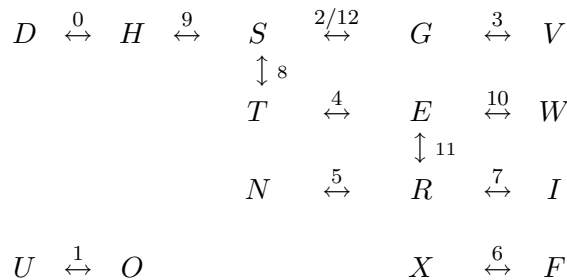 D ↔ 0 H ↔ 9 S ↔ 2/12 G ↔ 3 V
↕ 8
T ↔ 4 E ↔ 10 W
↕ 11
N ↔ 5 R ↔ 7 I
U ↔ 1 O X ↔ 6 F